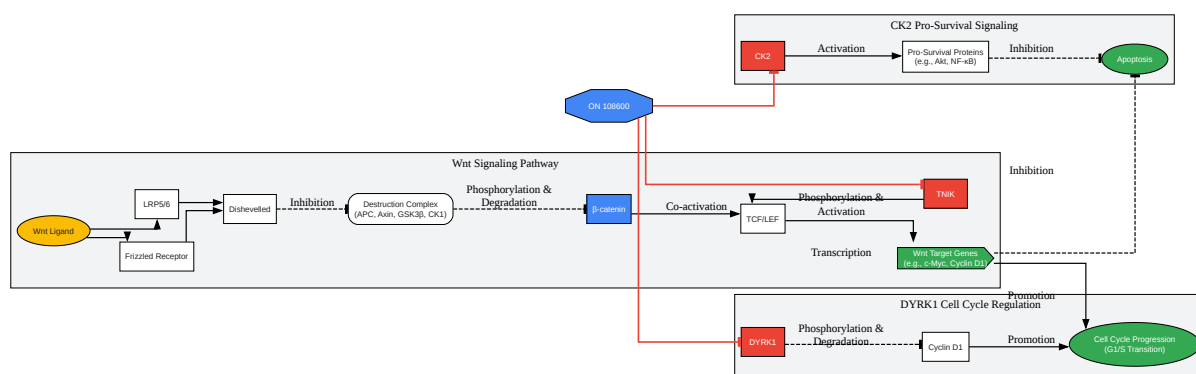 CK2 Pro-Survival Signaling
CK2
Activation
Pro-Survival Proteins
(e.g., Akt, NF-κB)
Inhibition
Apoptosis
ON 108600
Wnt Signaling Pathway
Inhibition
Wnt Ligand
LRP5/6
Frizzled Receptor
Dishevelled
Inhibition
Destruction Complex
(APC, Axin, GSK3β, CK1)
Phosphorylation &
Degradation
β-catenin
Co-activation
TCF/LEF
Phosphorylation &
Activation
TNIK
Transcription
Wnt Target Genes
(e.g., c-Myc, Cyclin D1)
Promotion
DYRK1 Cell Cycle Regulation
DYRK1
Phosphorylation &
Degradation
Cyclin D1
Promotion
Cell Cycle Progression
(G1/S Transition)